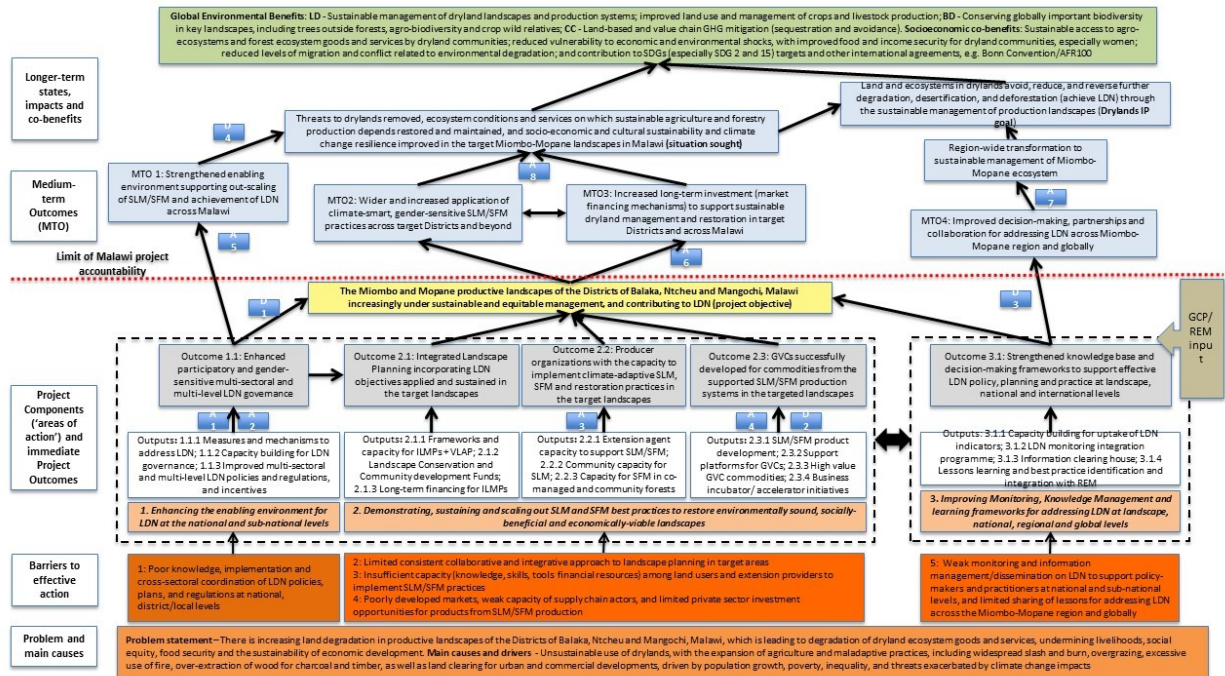 Global Environmental Benefits: LD - Sustainable management of dryland landscapes and production systems; improved land use and management of crops and livestock production; BD - Conserving globally important biodiversity
in key landscapes, including trees outside forests, agro-biodiversity and crop wild relatives; CC - Land-based and value chain GHG mitigation (sequestration and avoidance). Socioeconomic co-benefits: Sustainable access to agro-
ecosystems and forest ecosystem goods and services by dryland communities; reduced vulnerability to economic and environmental shocks, with improved food and income security for dryland communities, especially women;
reduced levels of migration and conflict related to environmental degradation; and contribution to SDGs (especially SDG 2 and 15) targets and other international agreements, e.g. Bonn Convention/AFR100
Longer-term
states,
impacts and
co-benefits
Threats to drylands removed, ecosystem conditions and services on which sustainable agriculture and forestry
production depends restored and maintained, and socio-economic and cultural sustainability and climate
change resilience improved in the target Miombo-Mopane landscapes in Malawi (situation sought)
Land and ecosystems in drylands avoid, reduce, and reverse further
degradation, desertification, and deforestation (achieve LDN) through
the sustainable management of production landscapes (Drylands IP
goal)
D
4
A
8
Region-wide transformation to
sustainable management of Miombo-
Mopane ecosystem
Medium-
term
Outcomes
(MTO)
MTO 1: Strengthened enabling
environment supporting out-scaling
of SLM/SFM and achievement of LDN
across Malawi
MTO2: Wider and increased application of
climate-smart, gender-sensitive SLM/SFM
practices across target Districts and beyond
MTO3: Increased long-term investment (market
financing mechanisms) to support sustainable
dryland management and restoration in target
Districts and across Malawi
A
7
MTO4: Improved decision-making, partnerships and
collaboration for addressing LDN across Miombo-
Mopane region and globally
A
5
A
6
Limit of Malawi project
accountability
The Miombo and Mopane productive landscapes of the Districts of Balaka, Ntcheu and Mangochi, Malawi
increasingly under sustainable and equitable management, and contributing to LDN (project objective)
D
1
D
3
GCP/
REM
inpu
t
Project
Components
('areas of
action') and
immediate
Project
Outcomes
Outcome 1.1: Enhanced
participatory and gender-
sensitive multi-sectoral and
multi-level LDN governance
Outcome 2.1: Integrated Landscape
Planning incorporating LDN
objectives applied and sustained in
the target landscapes
Outcome 2.2: Producer
organizations with the capacity to
implement climate-adaptive SLM,
SFM and restoration practices in
the target landscapes
Outcome 2.3: GVCs successfully
developed for commodities from the
supported SLM/SFM production
systems in the targeted landscapes
Outcome 3.1: Strengthened knowledge base and
decision-making frameworks to support effective
LDN policy, planning and practice at landscape,
national and international levels
A
1
A
2
A
3
A
4
D
2
Outputs: 1.1.1 Measures and mechanisms to
address LDN; 1.1.2 Capacity building for LDN
governance; 1.1.3 Improved multi-sectoral
and multi-level LDN policies and regulations,
and incentives
Outputs: 2.1.1 Frameworks and
capacity for ILMPs + VLAP; 2.1.2
Landscape Conservation and
Community development Funds;
2.1.3 Long-term financing for ILMPs
Outputs: 2.2.1 Extension agent
capacity to support SLM/SFM;
2.2.2 Community capacity for
SLM; 2.2.3 Capacity for SFM in co-
managed and community forests
Outputs: 2.3.1 SLM/SFM product
development; 2.3.2 Support
platforms for GVCs; 2.3.3 High value
GVC commodities; 2.3.4 Business
incubator/ accelerator initiatives
Outputs: 3.1.1 Capacity building for uptake of LDN
indicators; 3.1.2 LDN monitoring integration
programme; 3.1.3 Information clearing house; 3.1.4
Lessons learning and best practice identification and
integration with REM
1. Enhancing the enabling environment for
LDN at the national and sub-national levels
2. Demonstrating, sustaining and scaling out SLM and SFM best practices to restore environmentally sound, socially-
beneficial and economically-viable landscapes
3. Improving Monitoring, Knowledge Management and
learning frameworks for addressing LDN at landscape,
national, regional and global levels
Barriers to
effective
action
1: Poor knowledge, implementation and
cross-sectoral coordination of LDN policies,
plans, and regulations at national,
district/local levels
2: Limited consistent collaborative and integrative approach to landscape planning in target areas
3: Insufficient capacity (knowledge, skills, tools financial resources) among land users and extension providers to
implement SLM/SFM practices
4: Poorly developed markets, weak capacity of supply chain actors, and limited private sector investment
opportunities for products from SLM/SFM production
5: Weak monitoring and information
management/dissemination on LDN to support policy-
makers and practitioners at national and sub-national
levels, and limited sharing of lessons for addressing LDN
across the Miombo-Mopane region and globally
Problem and
main causes
Problem statement – There is increasing land degradation in productive landscapes of the Districts of Balaka, Ntcheu and Mangochi, Malawi, which is leading to degradation of dryland ecosystem goods and services, undermining livelihoods, social
equity, food security and the sustainability of economic development. Main causes and drivers - Unsustainable use of drylands, with the expansion of agriculture and maladaptive practices, including widespread slash and burn, overgrazing, excessive
use of fire, over-extraction of wood for charcoal and timber, as well as land clearing for urban and commercial developments, driven by population growth, poverty, inequality, and threats exacerbated by climate change impacts